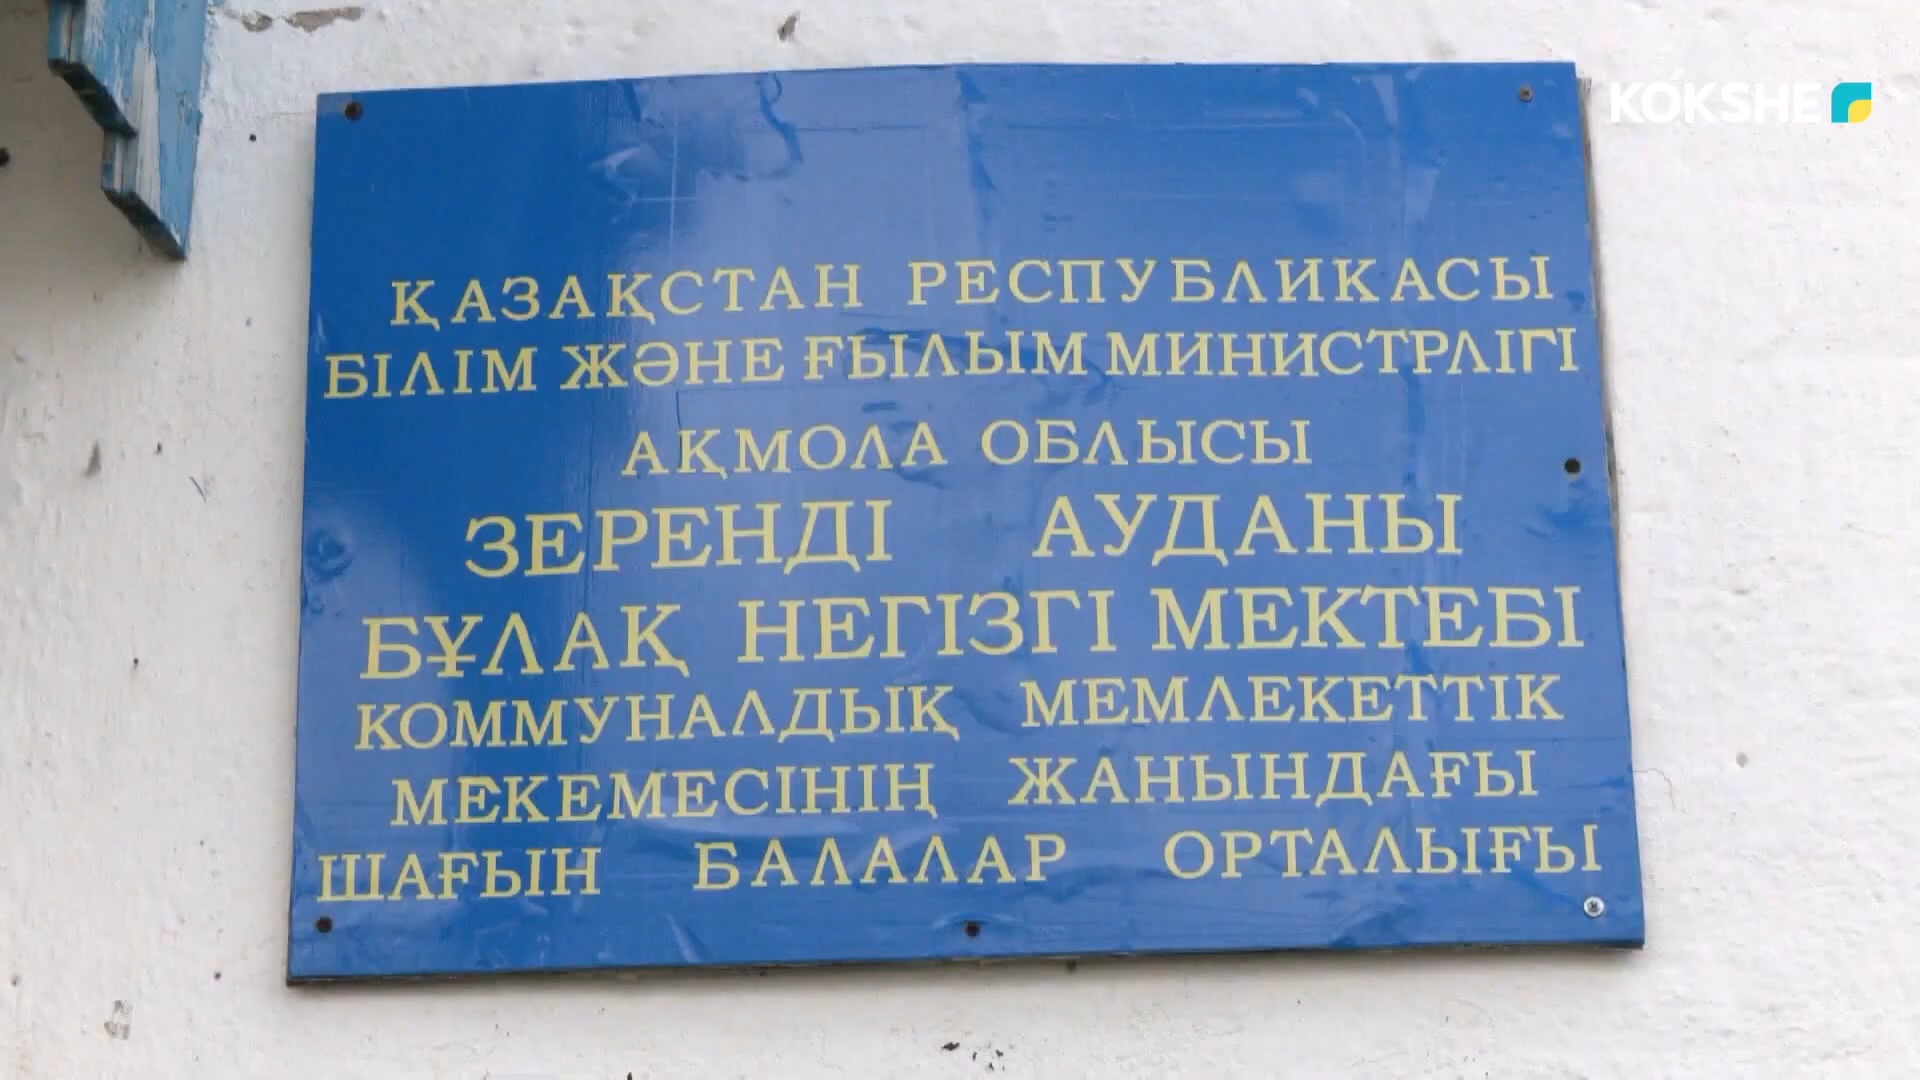 KÓKSHE
ҚАЗАҚСТАН РЕСПУБЛИКАСЫ
БІЛІМ ЖӘНЕ ҒЫЛЫМ МИНИСТРЛІГІ
АҚМОЛА ОБЛЫСЫ
ЗЕРЕНДІ АУДАНЫ
БҰЛАҚ НЕГІЗГІ МЕКТЕБІ
КОММУНАЛДЫҚ МЕМЛЕКЕТТІК
МЕКЕМЕСІНІҢ ЖАНЫНДАҒЫ
ШАҒЫН БАЛАЛАР ОРТАЛЫҒЫ